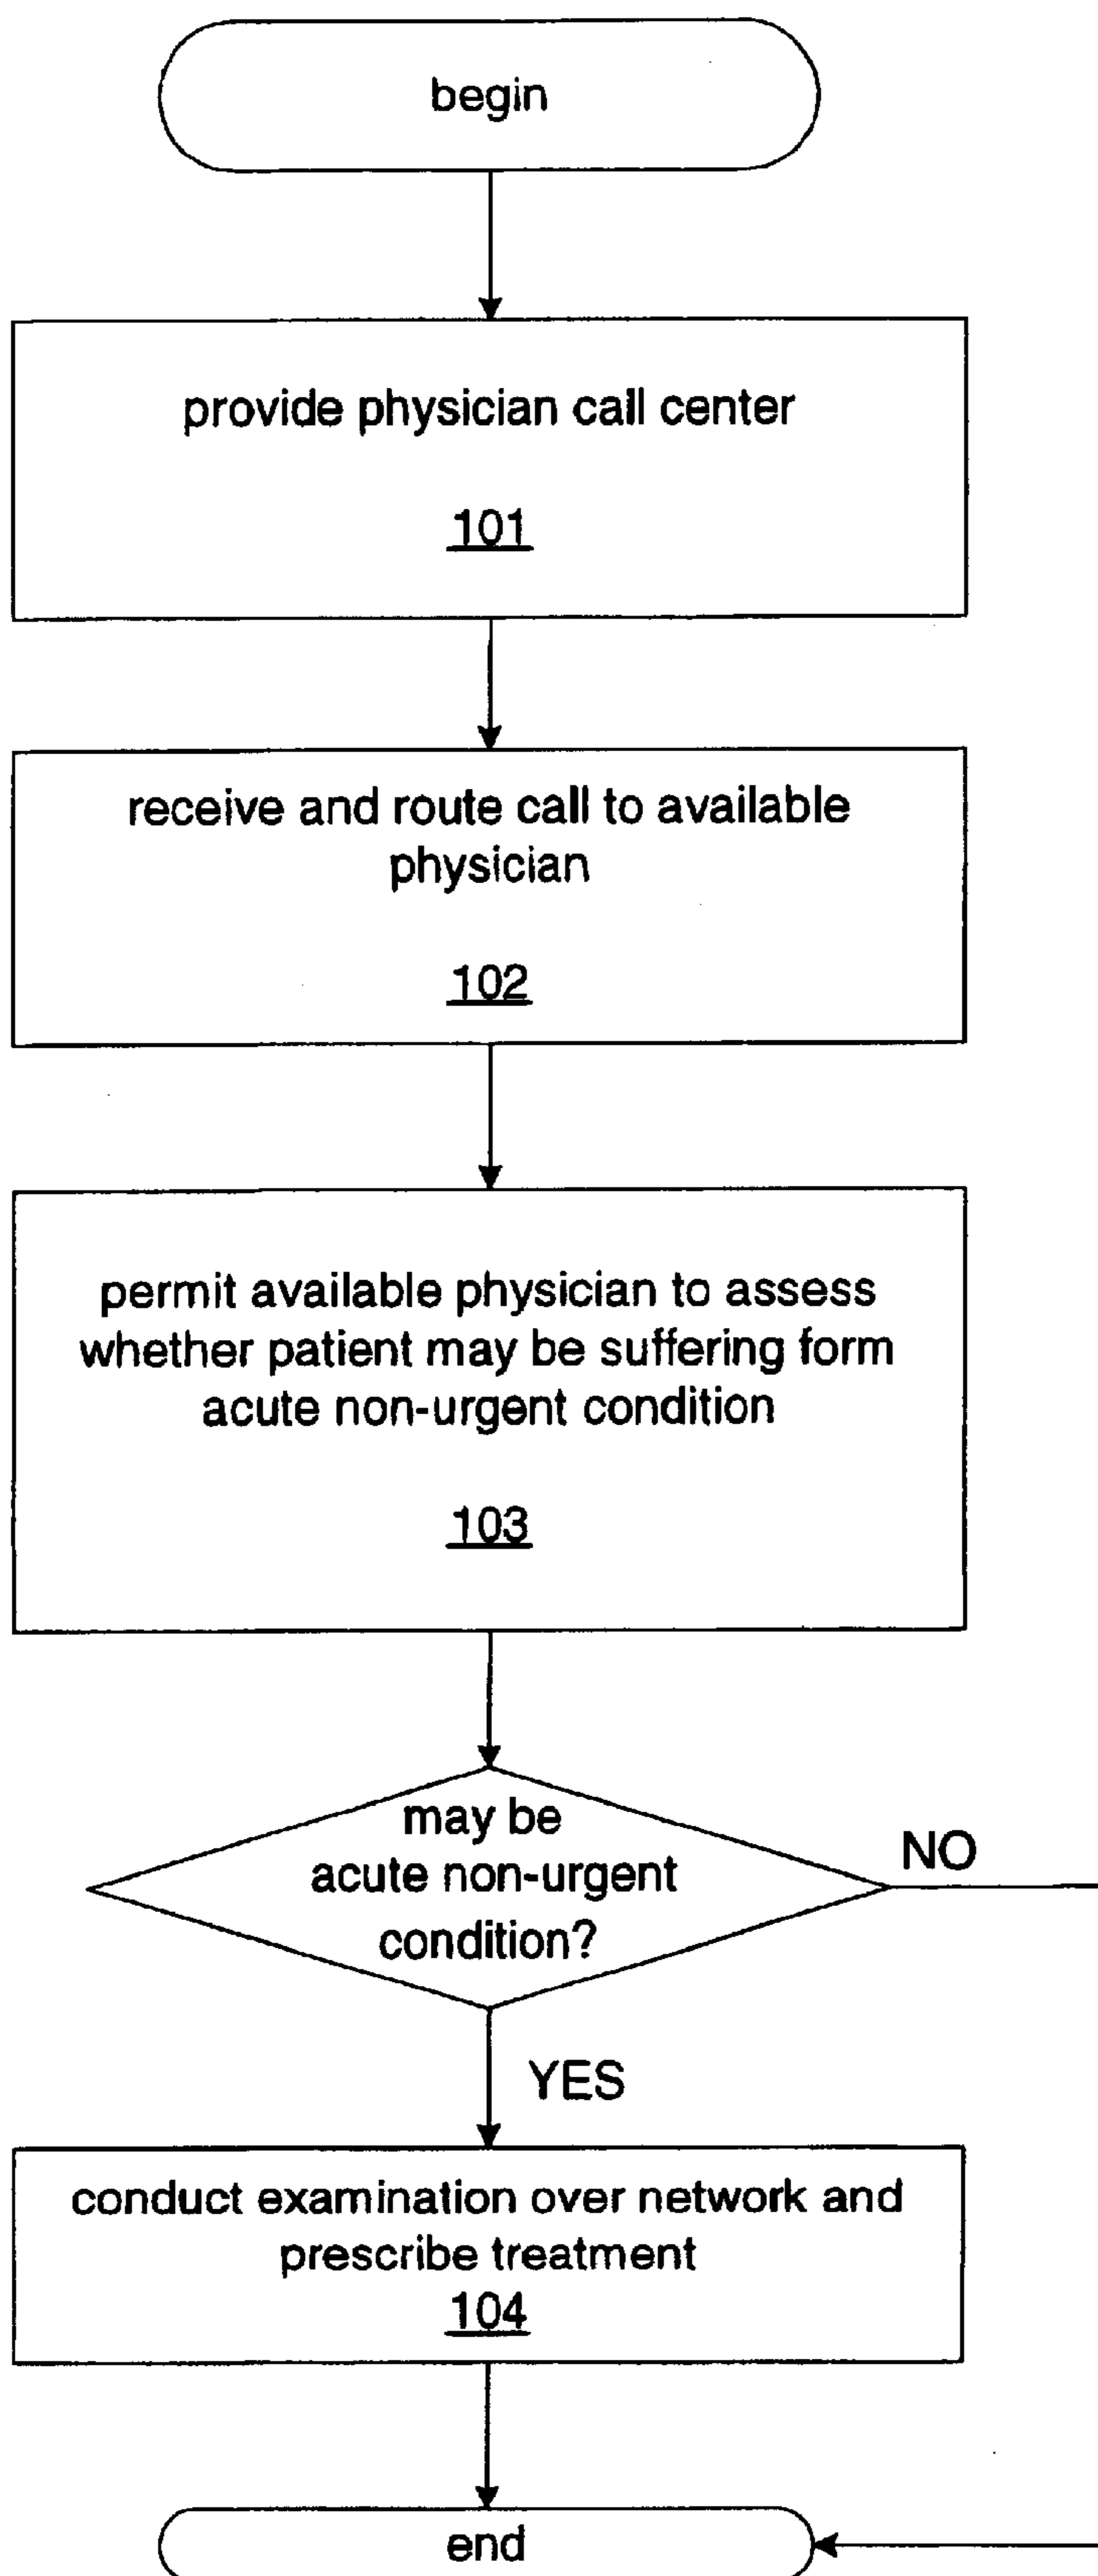 begin
provide physician call center
101
receive and route call to available
physician
102
permit available physician to assess
whether patient may be suffering form
acute non-urgent condition
103
may be
acute non-urgent
condition?
NO
YES
conduct examination over network and
prescribe treatment
104
end